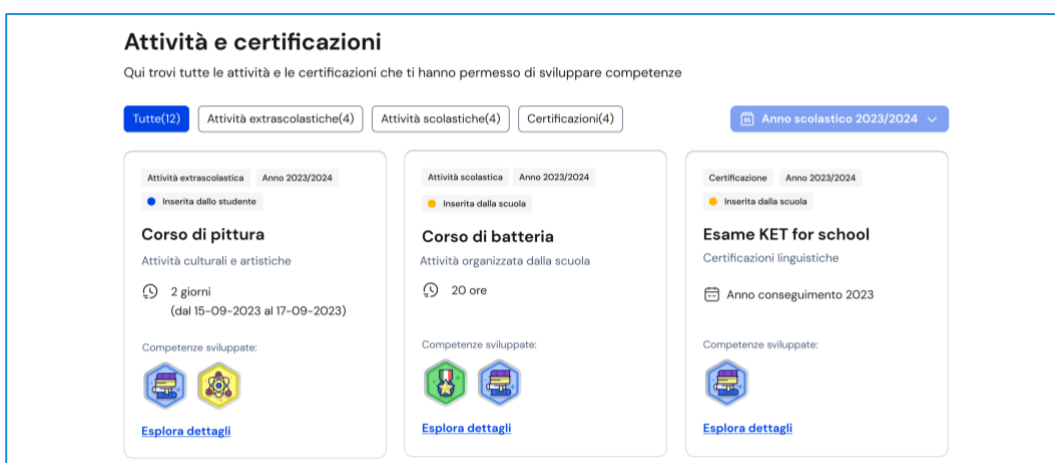 Attività e certificazioni
Qui trovi tutte le attività e le certificazioni che ti hanno permesso di sviluppare competenze
Tutte(12)
Attività extrascolastiche(4)
Attività scolastiche(4)
Certificazioni(4)
Anno scolastico 2023/2024
Attività extrascolastica Anno 2023/2024
Inserita dallo studente
Corso di pittura
Attività culturali e artistiche
2 giorni
(dal 15-09-2023 al 17-09-2023)
Competenze sviluppate:
Esplora dettagli
Attività scolastica Anno 2023/2024
Inserita dalla scuola
Corso di batteria
Attività organizzata dalla scuola
20 ore
Competenze sviluppate:
Esplora dettagli
Certificazione Anno 2023/2024
Inserita dalla scuola
Esame KET for school
Certificazioni linguistiche
Anno conseguimento 2023
Competenze sviluppate:
Esplora dettagli